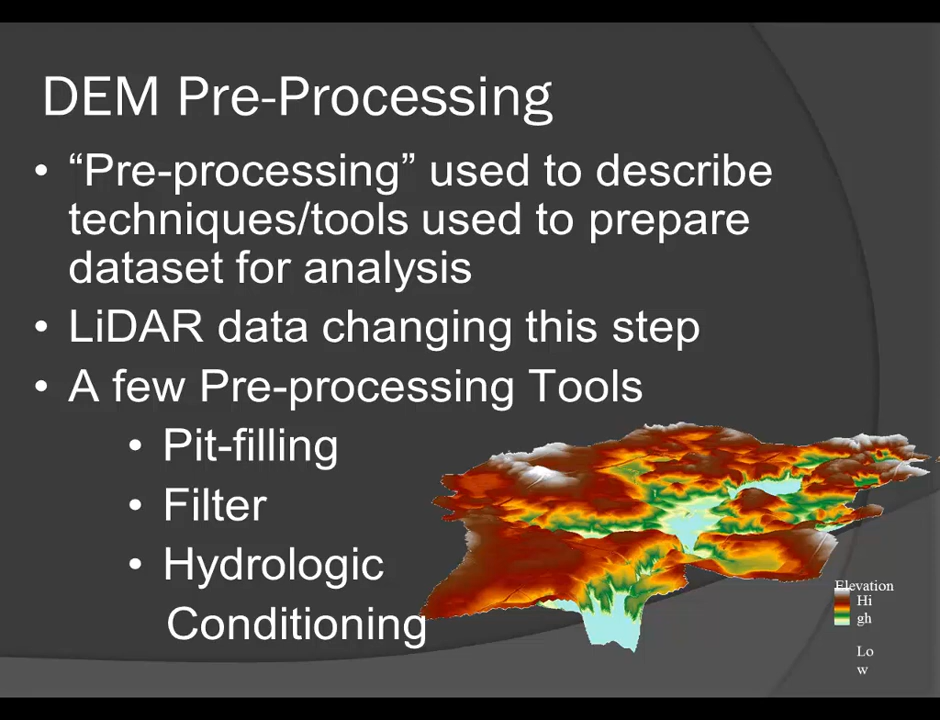 DEM Pre-Processing
• “Pre-processing” used to describe
techniques/tools used to prepare
dataset for analysis
• LiDAR data changing this step
• A few Pre-processing Tools
• Pit-filling
• Filter
• Hydrologic
Conditioning
Elevation
Hi
gh
Lo
w